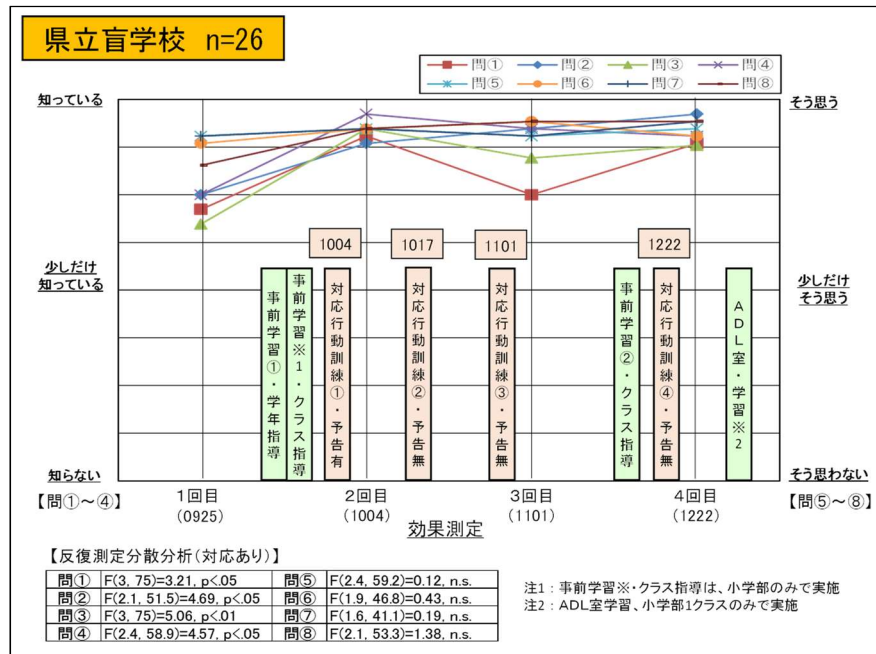 県立盲学校 n=26
問① 問② 問③ 問④
問⑤ 問⑥ 問⑦ 問⑧
知っている
そう思う
1004
1017
1101
1222
少しだけ
知っている
少しだけ
そう思う
事前学習①・学年指導
事前学習※1・クラス指導
対応行動訓練①・予告有
対応行動訓練②・予告無
対応行動訓練③・予告無
事前学習②・クラス指導
対応行動訓練④・予告無
ADL室・学習※2
知らない
そう思わない
【問①～④】
1回目
(0925)
2回目
(1004)
3回目
(1101)
4回目
(1222)
【問⑤～⑧】
効果測定
【反復測定分散分析(対応あり)】
問① F(3, 75)=3.21, p<.05 問⑤ F(2.4, 59.2)=0.12, n.s.
問② F(2.1, 51.5)=4.69, p<.05 問⑥ F(1.9, 46.8)=0.43, n.s.
問③ F(3, 75)=5.06, p<.01 問⑦ F(1.6, 41.1)=0.19, n.s.
問④ F(2.4, 58.9)=4.57, p<.05 問⑧ F(2.1, 53.3)=1.38, n.s.
注1：事前学習※・クラス指導は、小学部のみで実施
注2：ADL室学習、小学部1クラスのみで実施